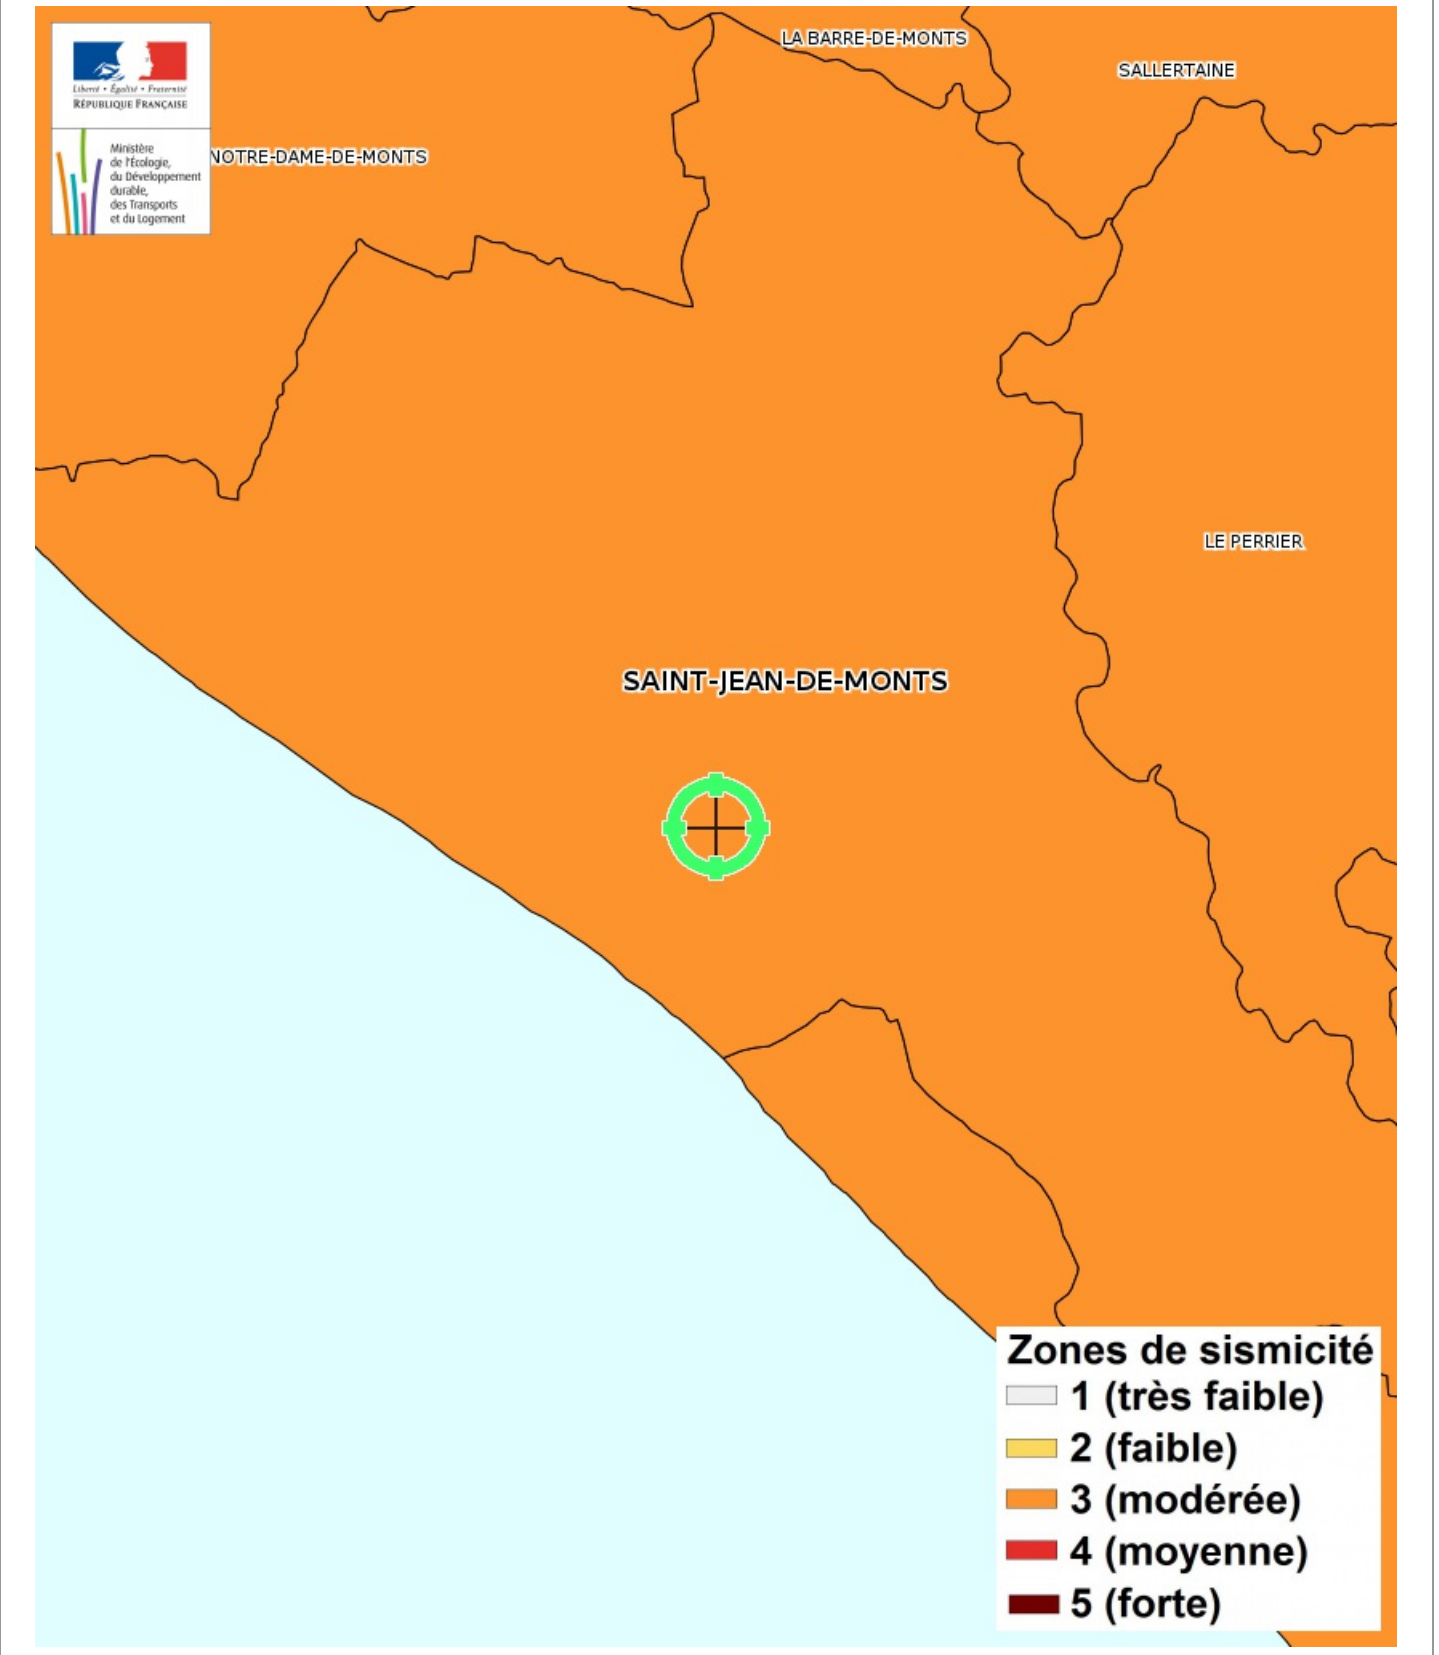 LA BARRE-DE-MONTS
SALLERTAINE
Liberté • Égalité • Fraternité
RÉPUBLIQUE FRANÇAISE
Ministère
de l'Écologie,
du Développement
durable,
des Transports
et du Logement
NOTRE-DAME-DE-MONTS
LE PERRIER
SAINT-JEAN-DE-MONTS
Zones de sismicité
1 (très faible)
2 (faible)
3 (modérée)
4 (moyenne)
5 (forte)